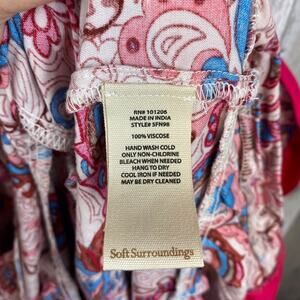 RN# 101206
MADE IN INDIA
STYLE# 5FN98
100% VISCOSE
HAND WASH COLD
ONLY NON-CHLORINE
BLEACH WHEN NEEDED
HANG TO DRY
COOL IRON IF NEEDED
MAY BE DRY CLEANED
Soft Surroundings